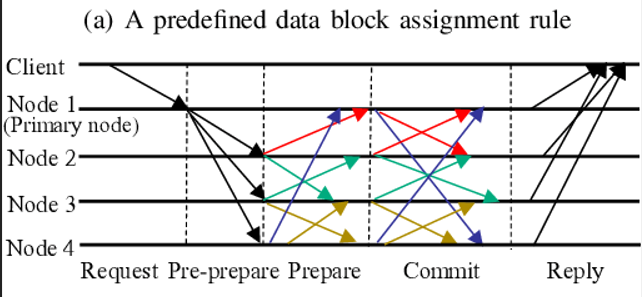 (a) A predefined data block assignment rule
Client
Node 1
(Primary node)
Node 2
Node 3
Node 4
Request Pre-prepare Prepare Commit Reply